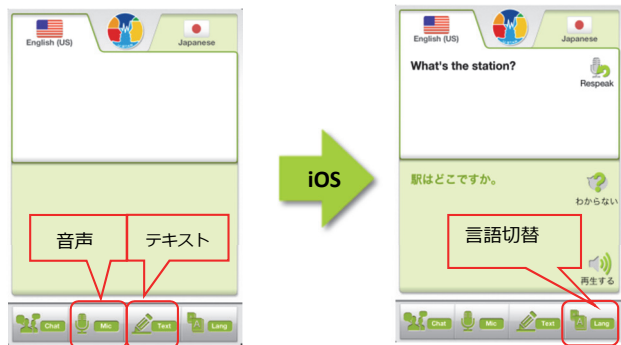 English (US)
Japanese
音声
テキスト
Chat
Mic
Text
Lang
iOS
English (US)
Japanese
What's the station?
Respeak
駅はどこですか。
わからない
言語切替
再生する
Chat
Mic
Text
Lang